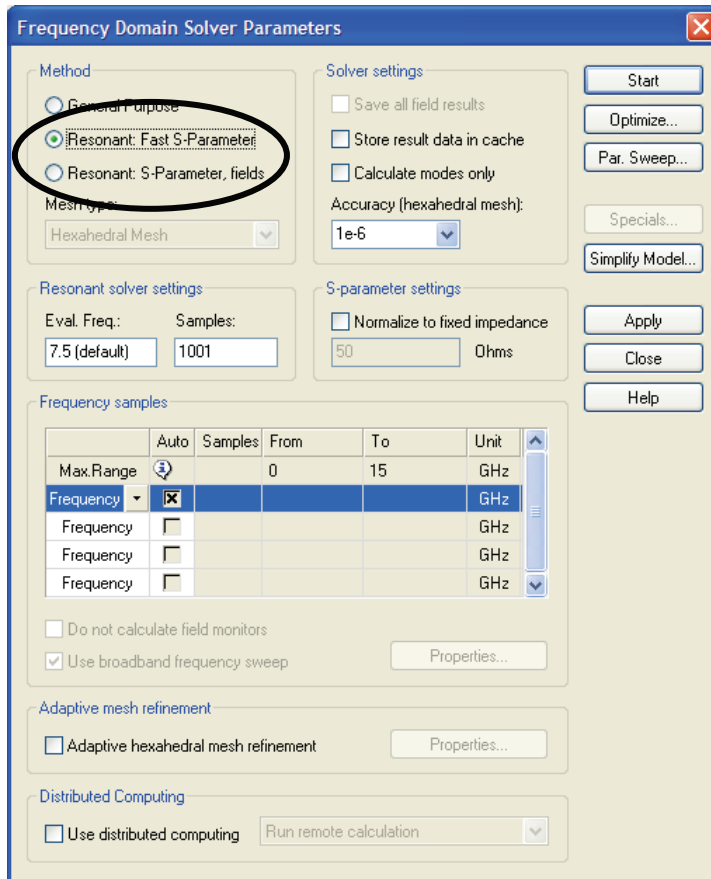 Frequency Domain Solver Parameters
Method
General Purpose
Resonant: Fast S-Parameter
Resonant: S-Parameter, fields
Mesh type:
Hexahedral Mesh
Solver settings
Save all field results
Store result data in cache
Calculate modes only
Accuracy (hexahedral mesh):
1e-6
Start
Optimize...
Par. Sweep...
Specials...
Simplify Model...
Apply
Close
Help
Resonant solver settings
Eval. Freq.: Samples:
7.5 (default) 1001
S-parameter settings
Normalize to fixed impedance
50 Ohms
Frequency samples
Auto Samples From To Unit
Max.Range 0 15 GHz
Frequency GHz
Frequency GHz
Frequency GHz
Frequency GHz
Do not calculate field monitors
Use broadband frequency sweep
Properties...
Adaptive mesh refinement
Adaptive hexahedral mesh refinement Properties...
Distributed Computing
Use distributed computing Run remote calculation